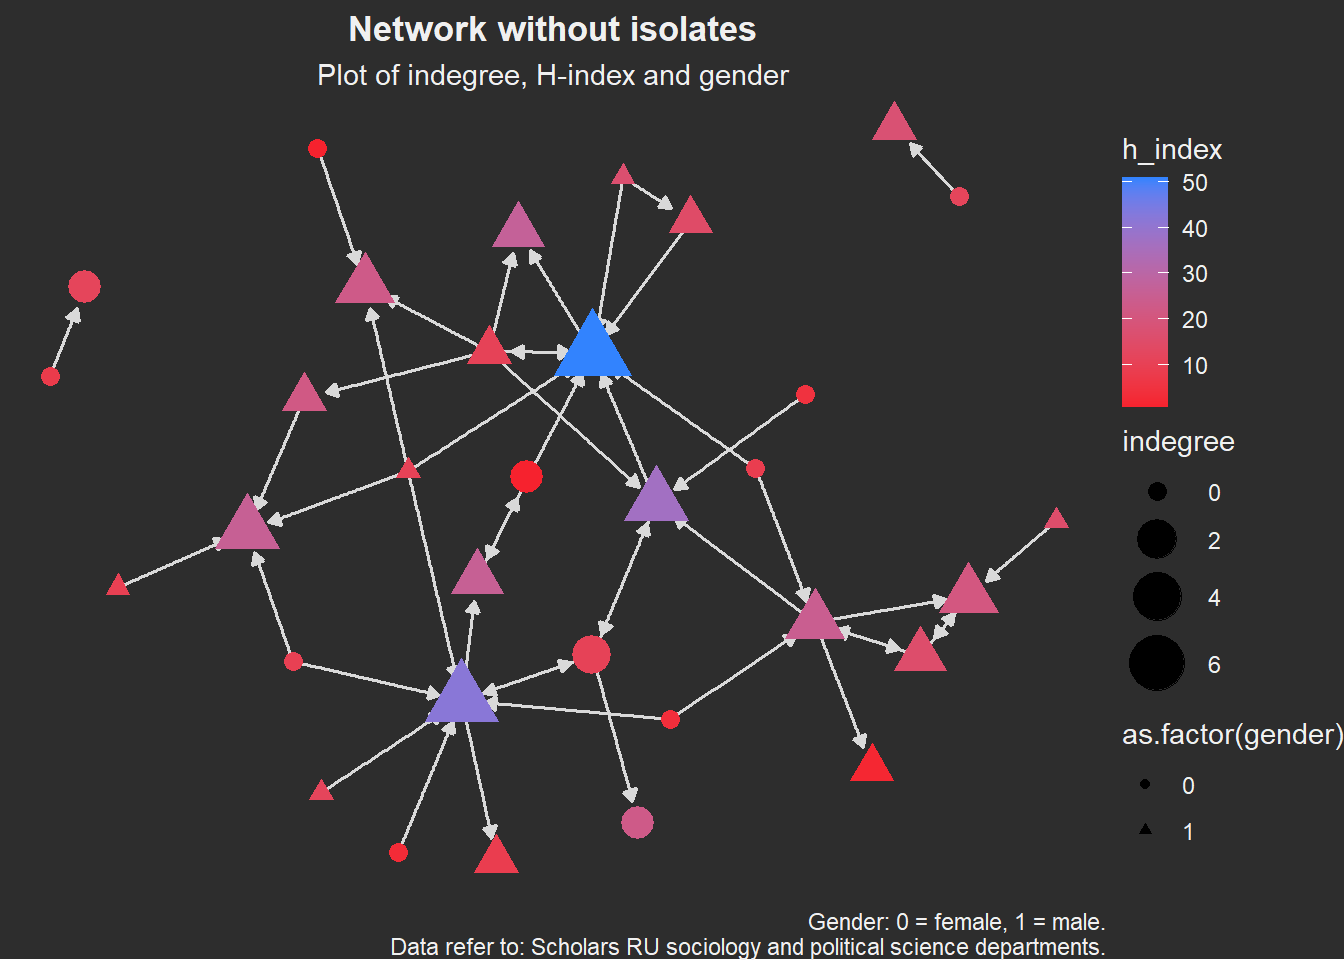 Network without isolates
Plot of indegree, H-index and gender
h_index
50
40
30
20
10
indegree
0
2
4
6
as.factor(gender)
0
1
Gender: 0 = female, 1 = male.
Data refer to: Scholars RU sociology and political science departments.